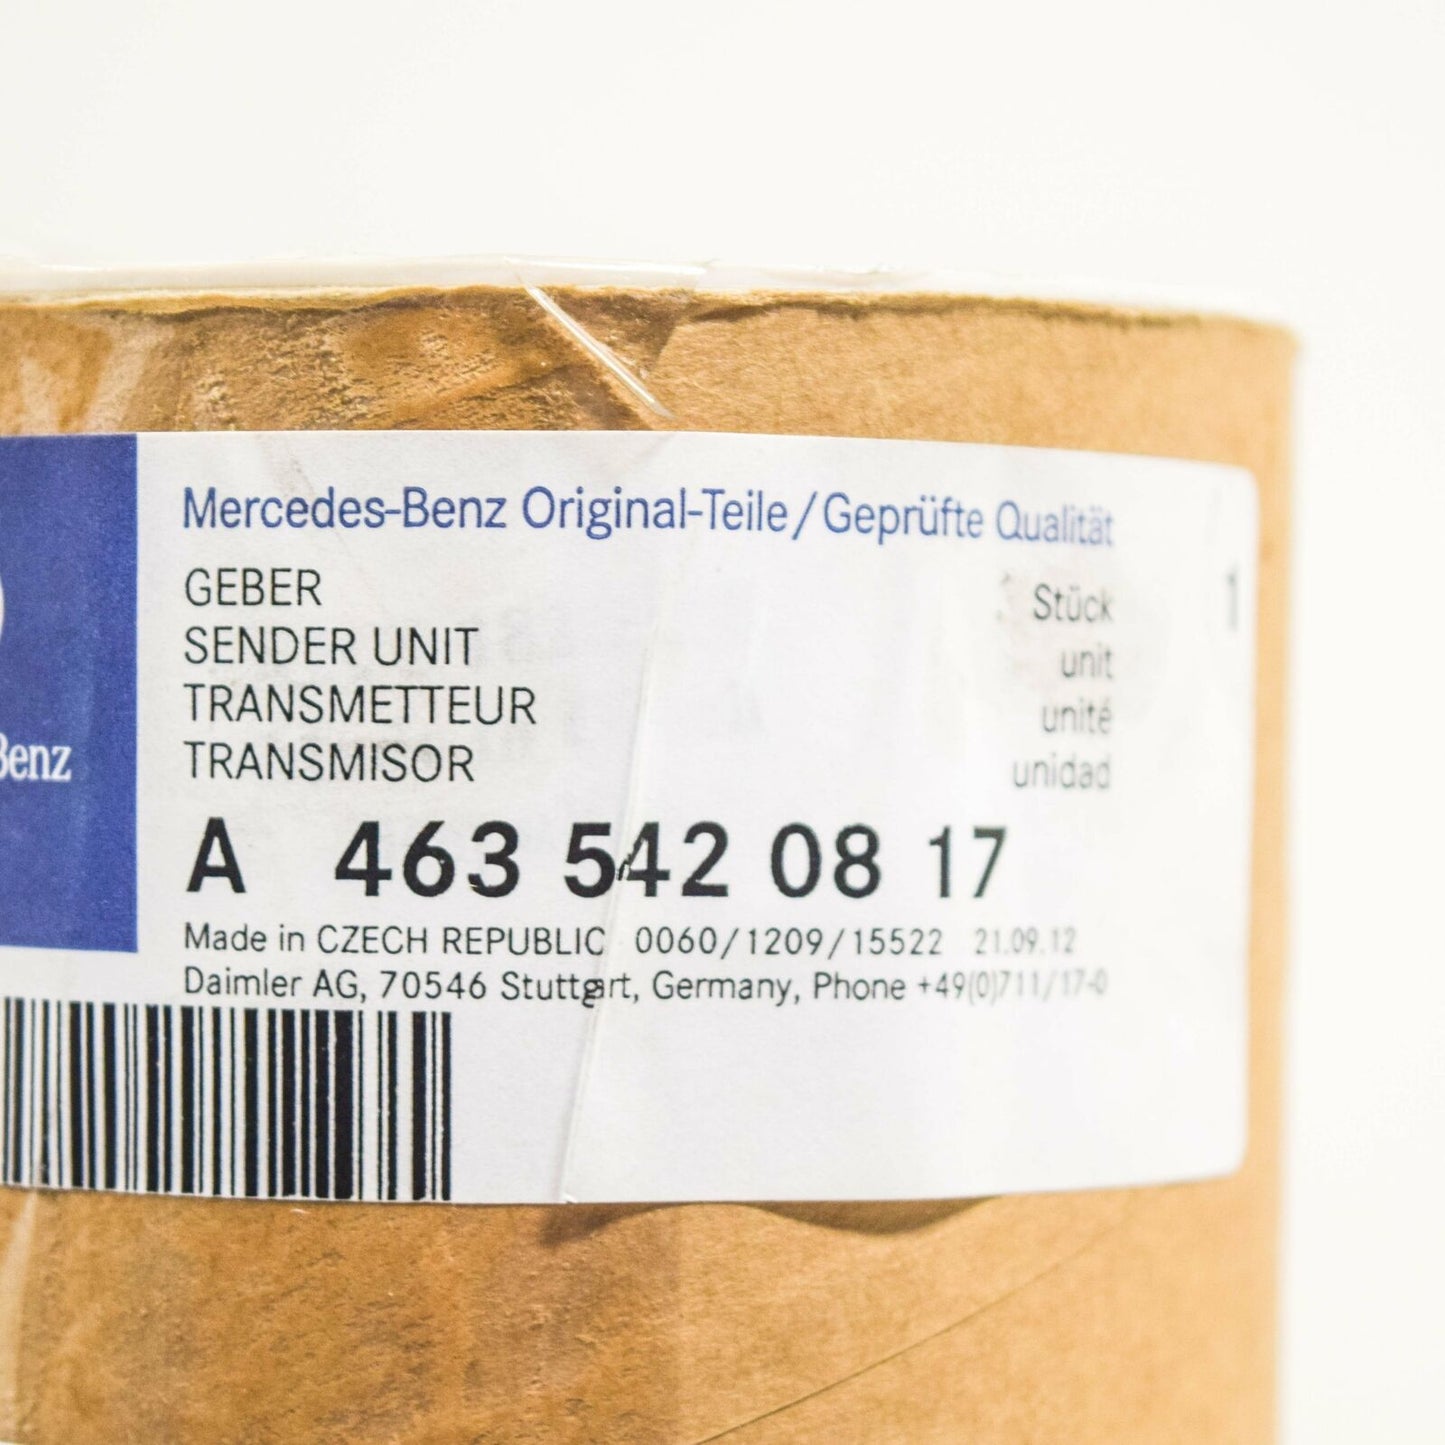 Mercedes-Benz Original-Teile/Geprüfte Qualität
GEBER
SENDER UNIT
TRANSMETTEUR
TRANSMISOR
1 Stück
unit
unité
unidad
Benz
A 463 542 08 17
Made in CZECH REPUBLIC 0060/1209/15522 21.09.12
Daimler AG, 70546 Stuttgart, Germany, Phone +49(0)711/17-0